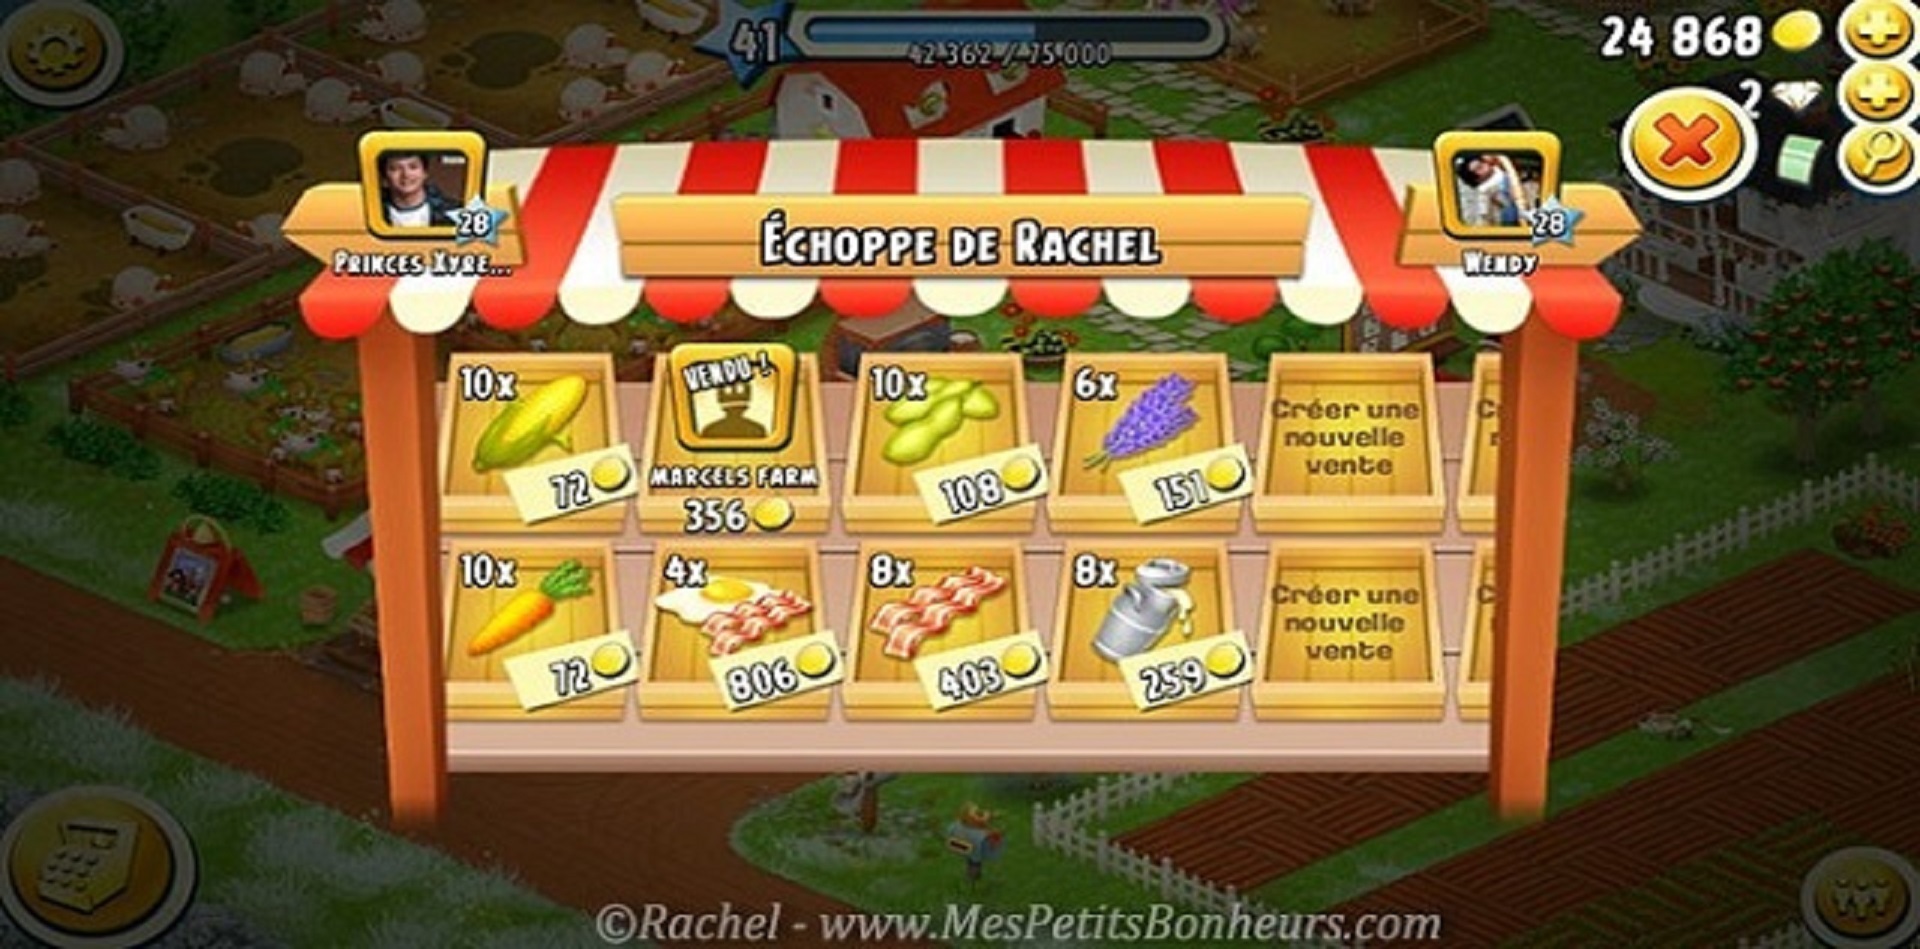 41
42 362 / 75 000
24 868
2
28
28
PRINCES XYRE...
ÉCHOPPE DE RACHEL
WENDY
10x
72
VENDU !
MARCELS FARM
356
10x
108
6x
151
Créer une
nouvelle
vente
10x
72
4x
806
8x
403
8x
259
Créer une
nouvelle
vente
©Rachel - www.MesPetitsBonheurs.com